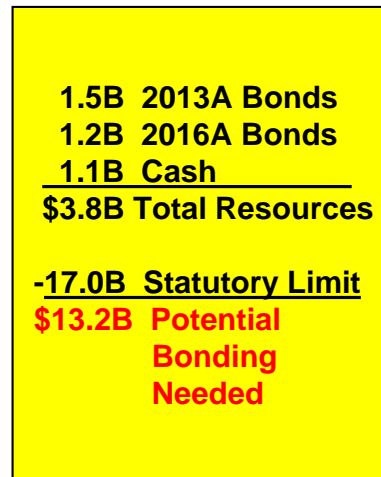 1.5B 2013A Bonds
1.2B 2016A Bonds
1.1B Cash
$3.8B Total Resources
-17.0B Statutory Limit
$13.2B Potential
Bonding
Needed